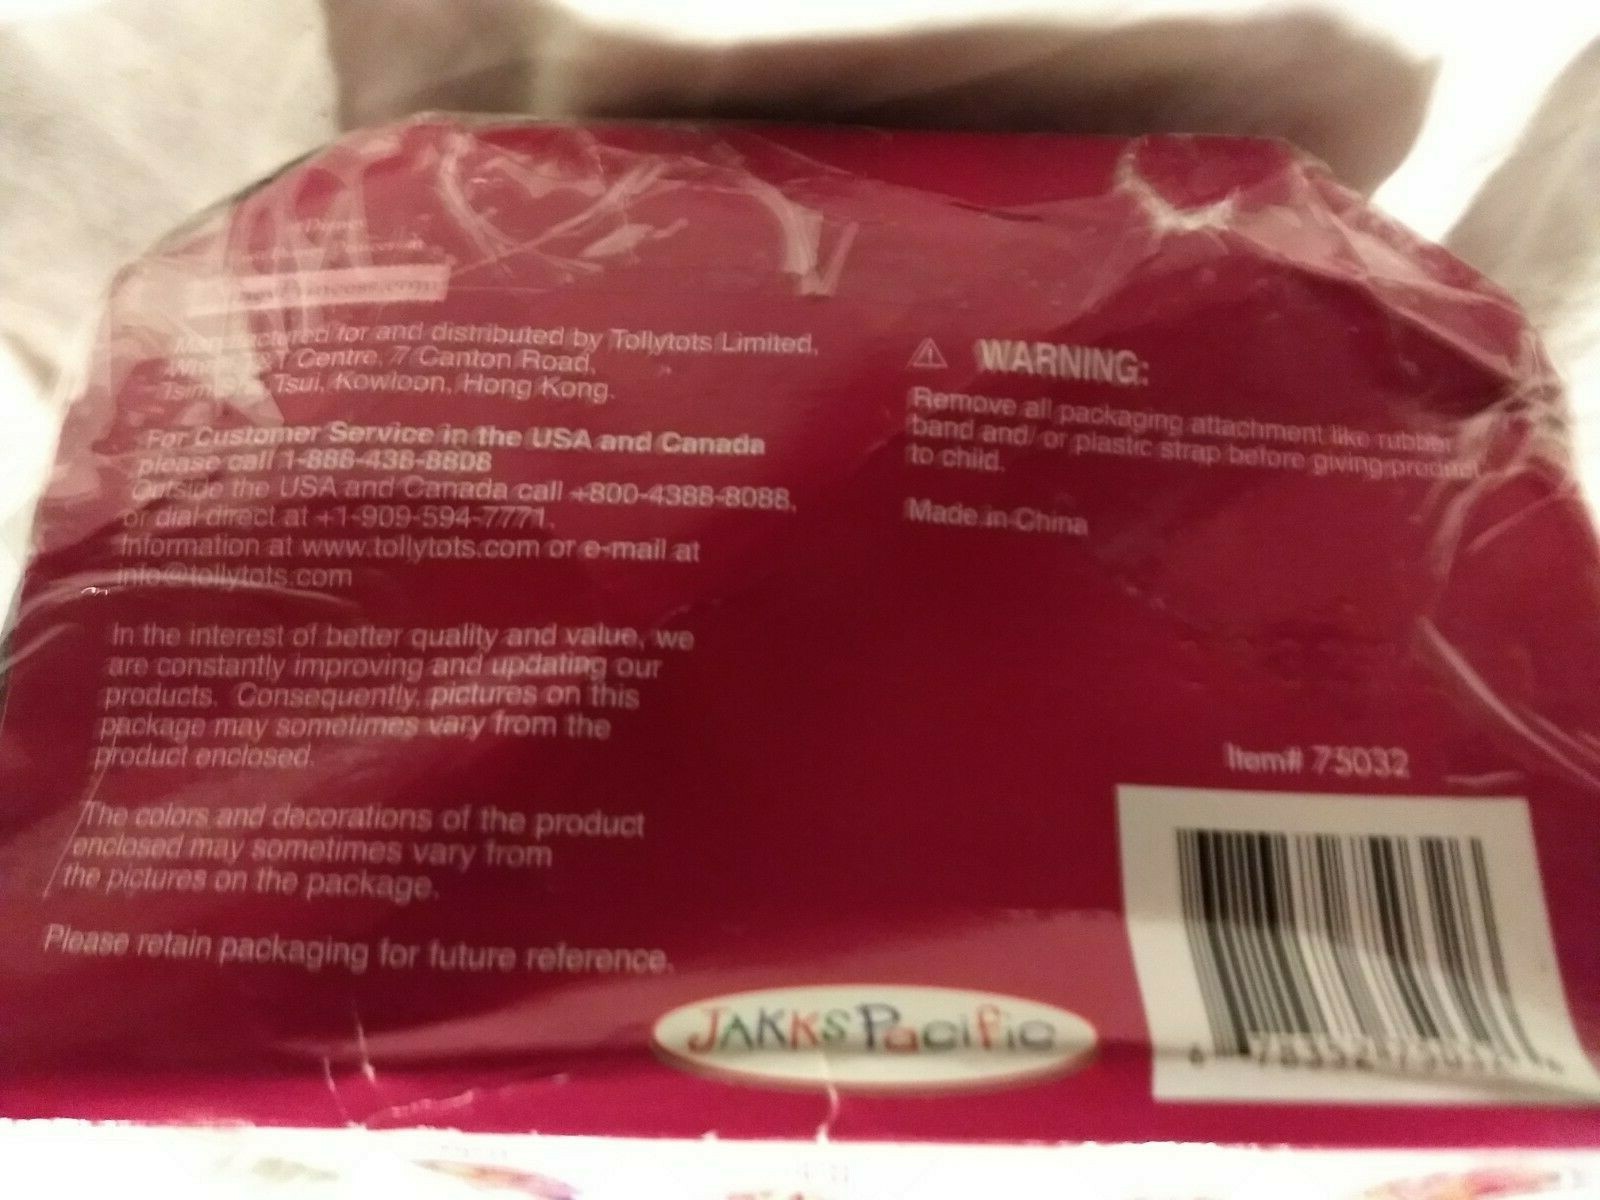 Manufactured for and distributed by Tollytots Limited,
Centre, 7 Canton Road,
Tsim Sha Tsui, Kowloon, Hong Kong.
For Customer Service in the USA and Canada
please call 1-888-438-8808
Outside the USA and Canada call +800-4388-8088,
or dial direct at +1-909-594-7771.
Information at www.tollytots.com or e-mail at
info@tollytots.com
In the interest of better quality and value, we
are constantly improving and updating our
products. Consequently, pictures on this
package may sometimes vary from the
product enclosed.
The colors and decorations of the product
enclosed may sometimes vary from
the pictures on the package.
Please retain packaging for future reference.
WARNING:
Remove all packaging attachment like rubber
band and/ or plastic strap before giving product
to child.
Made in China
Item# 75032
JAKKS Pacific